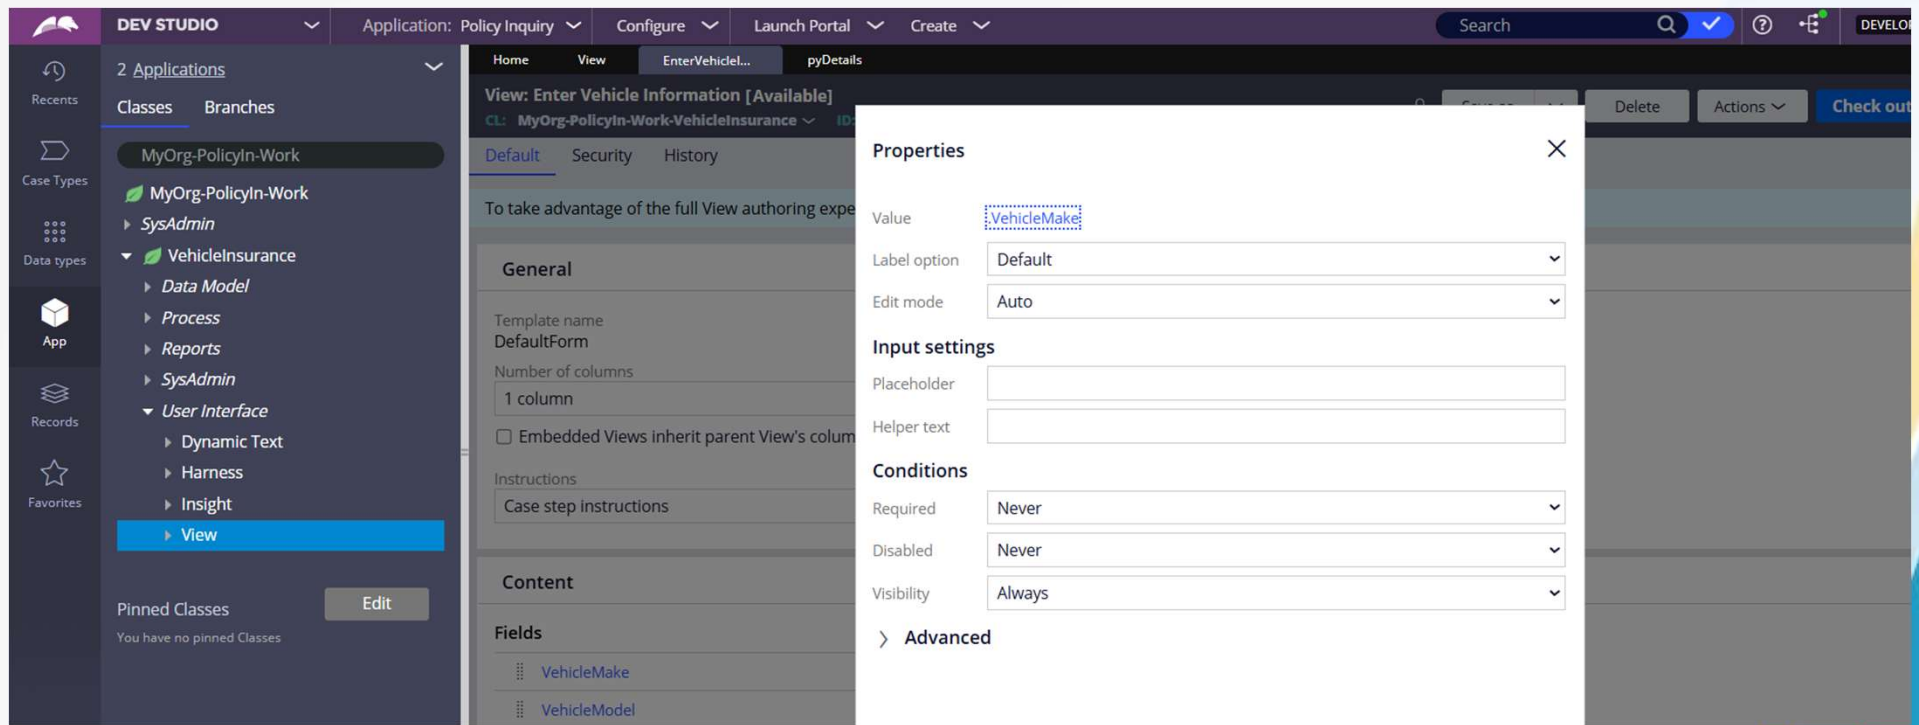 DEV STUDIO
Application: Policy Inquiry
Configure
Launch Portal
Create
Search
DEVELO
Recents
Case Types
Data types
App
Records
Favorites
2 Applications
Classes
Branches
MyOrg-PolicyIn-Work
MyOrg-PolicyIn-Work
SysAdmin
VehicleInsurance
Data Model
Process
Reports
SysAdmin
User Interface
Dynamic Text
Harness
Insight
View
Pinned Classes
Edit
You have no pinned Classes
Home
View
EnterVehicleI...
pyDetails
View: Enter Vehicle Information [Available]
CL: MyOrg-PolicyIn-Work-VehicleInsurance ID:
Delete
Actions
Check out
Default
Security
History
To take advantage of the full View authoring expe
General
Template name
DefaultForm
Number of columns
1 column
Embedded Views inherit parent View's colum
Instructions
Case step instructions
Content
Fields
VehicleMake
VehicleModel
Properties
Value .VehicleMake
Label option Default
Edit mode Auto
Input settings
Placeholder
Helper text
Conditions
Required Never
Disabled Never
Visibility Always
Advanced